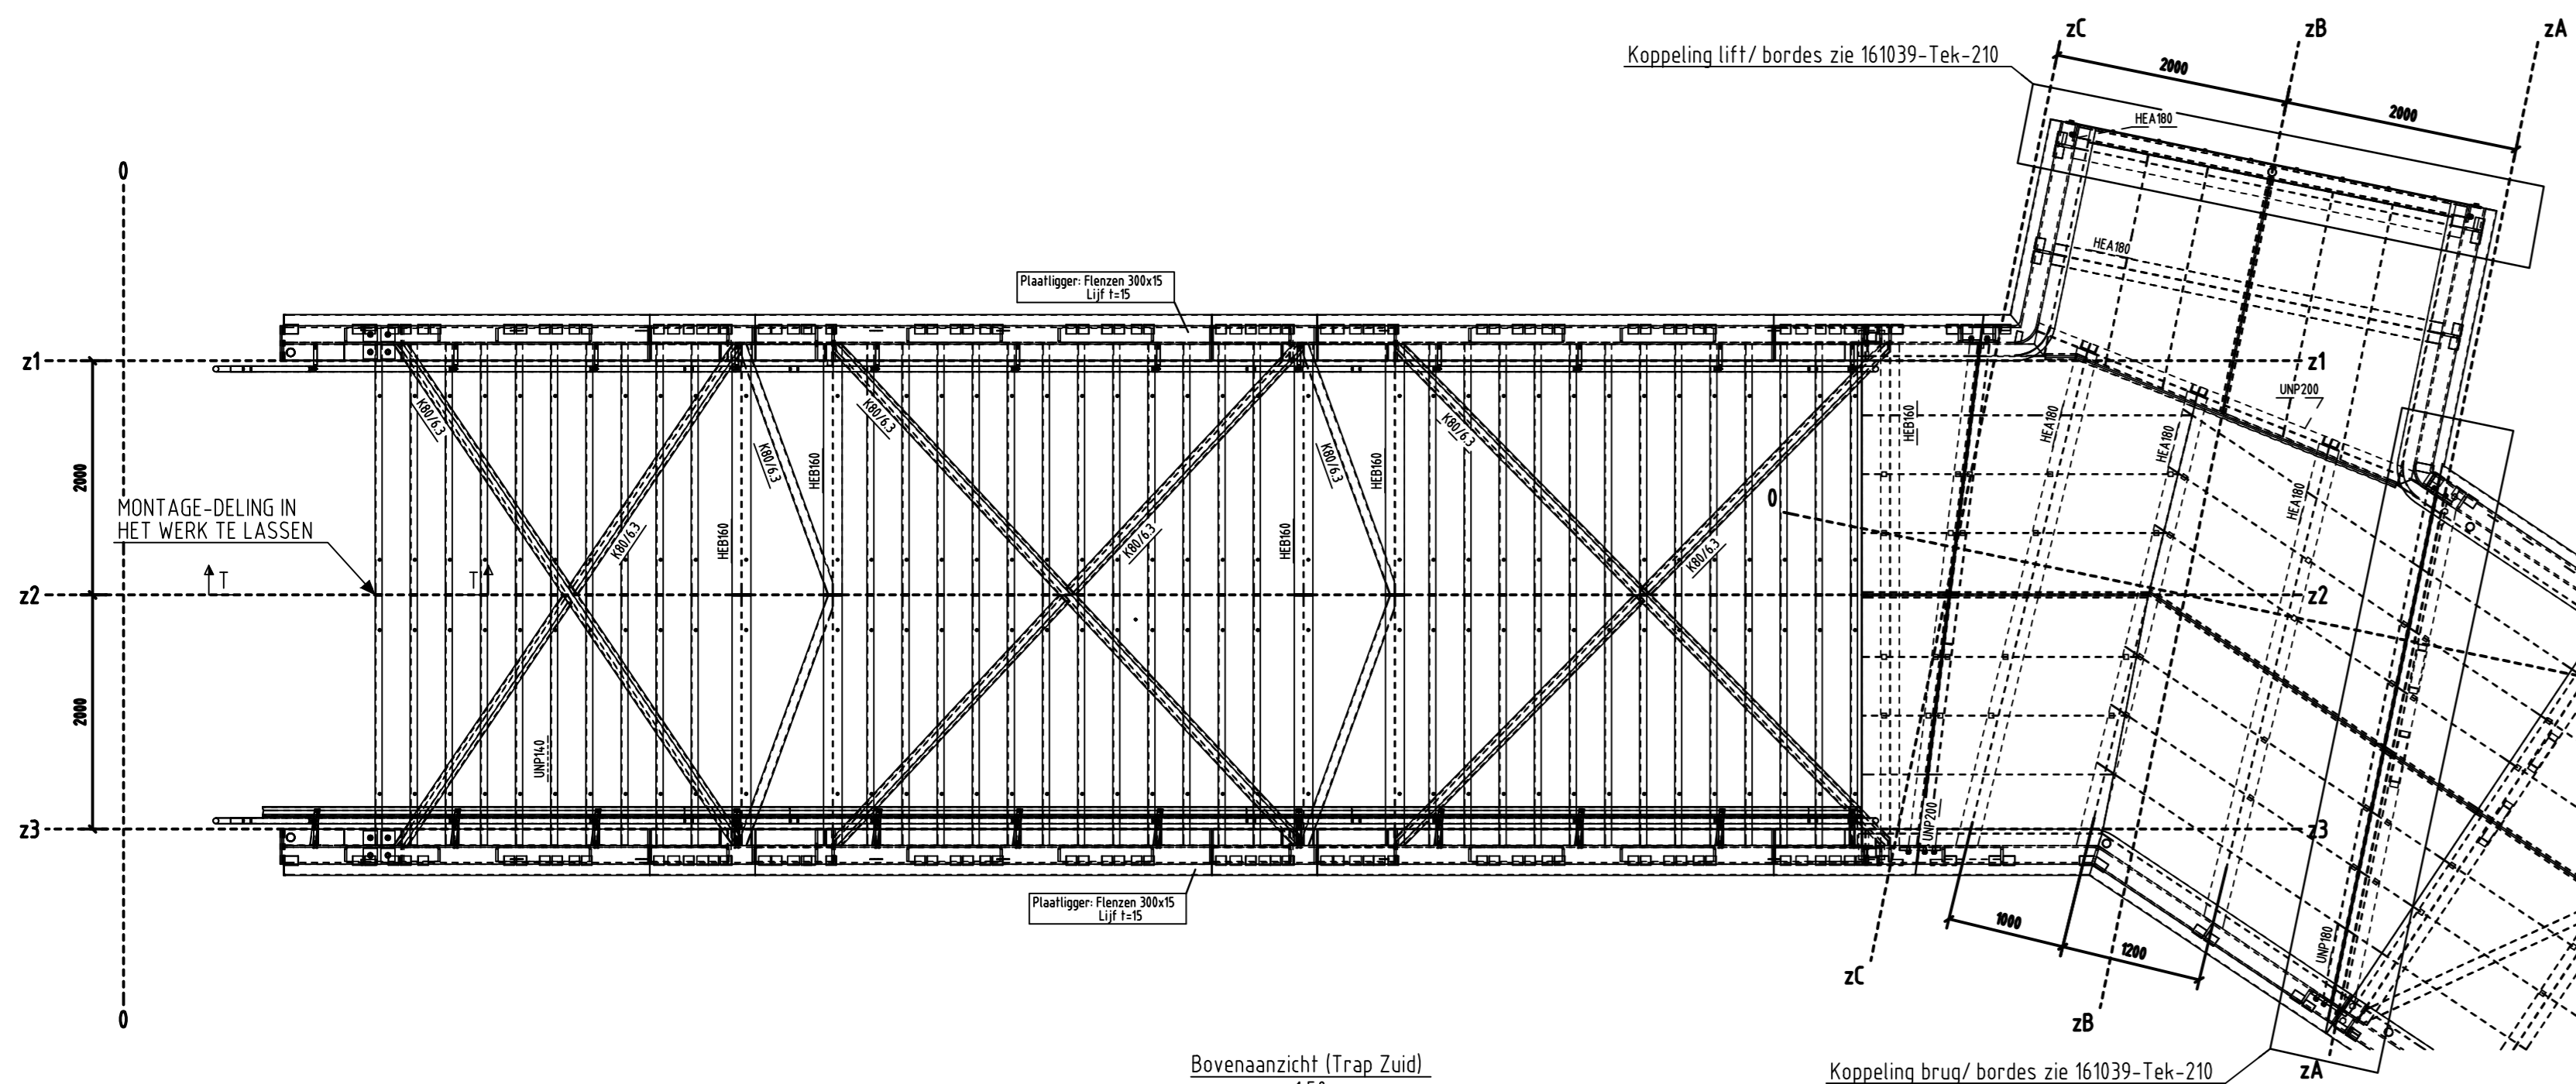 zC
zB
zA
Koppeling lift/ bordes zie 161039-Tek-210
2000
2000
HEA180
0
HEA180
Plaatligger: Flenzen 300x15
Lijf t=15
z1
z1
UNP200
K80/6.3
K80/6.3
K80/6.3
HEB160
HEA180
HEA180
K80/6.3
HEB160
K80/6.3
HEB160
2000
HEA180
0
MONTAGE-DELING IN
HET WERK TE LASSEN
K80/6.3
HEB160
K80/6.3
HEB160
K80/6.3
T
T
z2
z2
2000
UNP140
z3
z3
UNP200
Plaatligger: Flenzen 300x15
Lijf t=15
1000
1200
UNP180
zC
0
zB
Bovenaanzicht (Trap Zuid)
Koppeling brug/ bordes zie 161039-Tek-210
zA